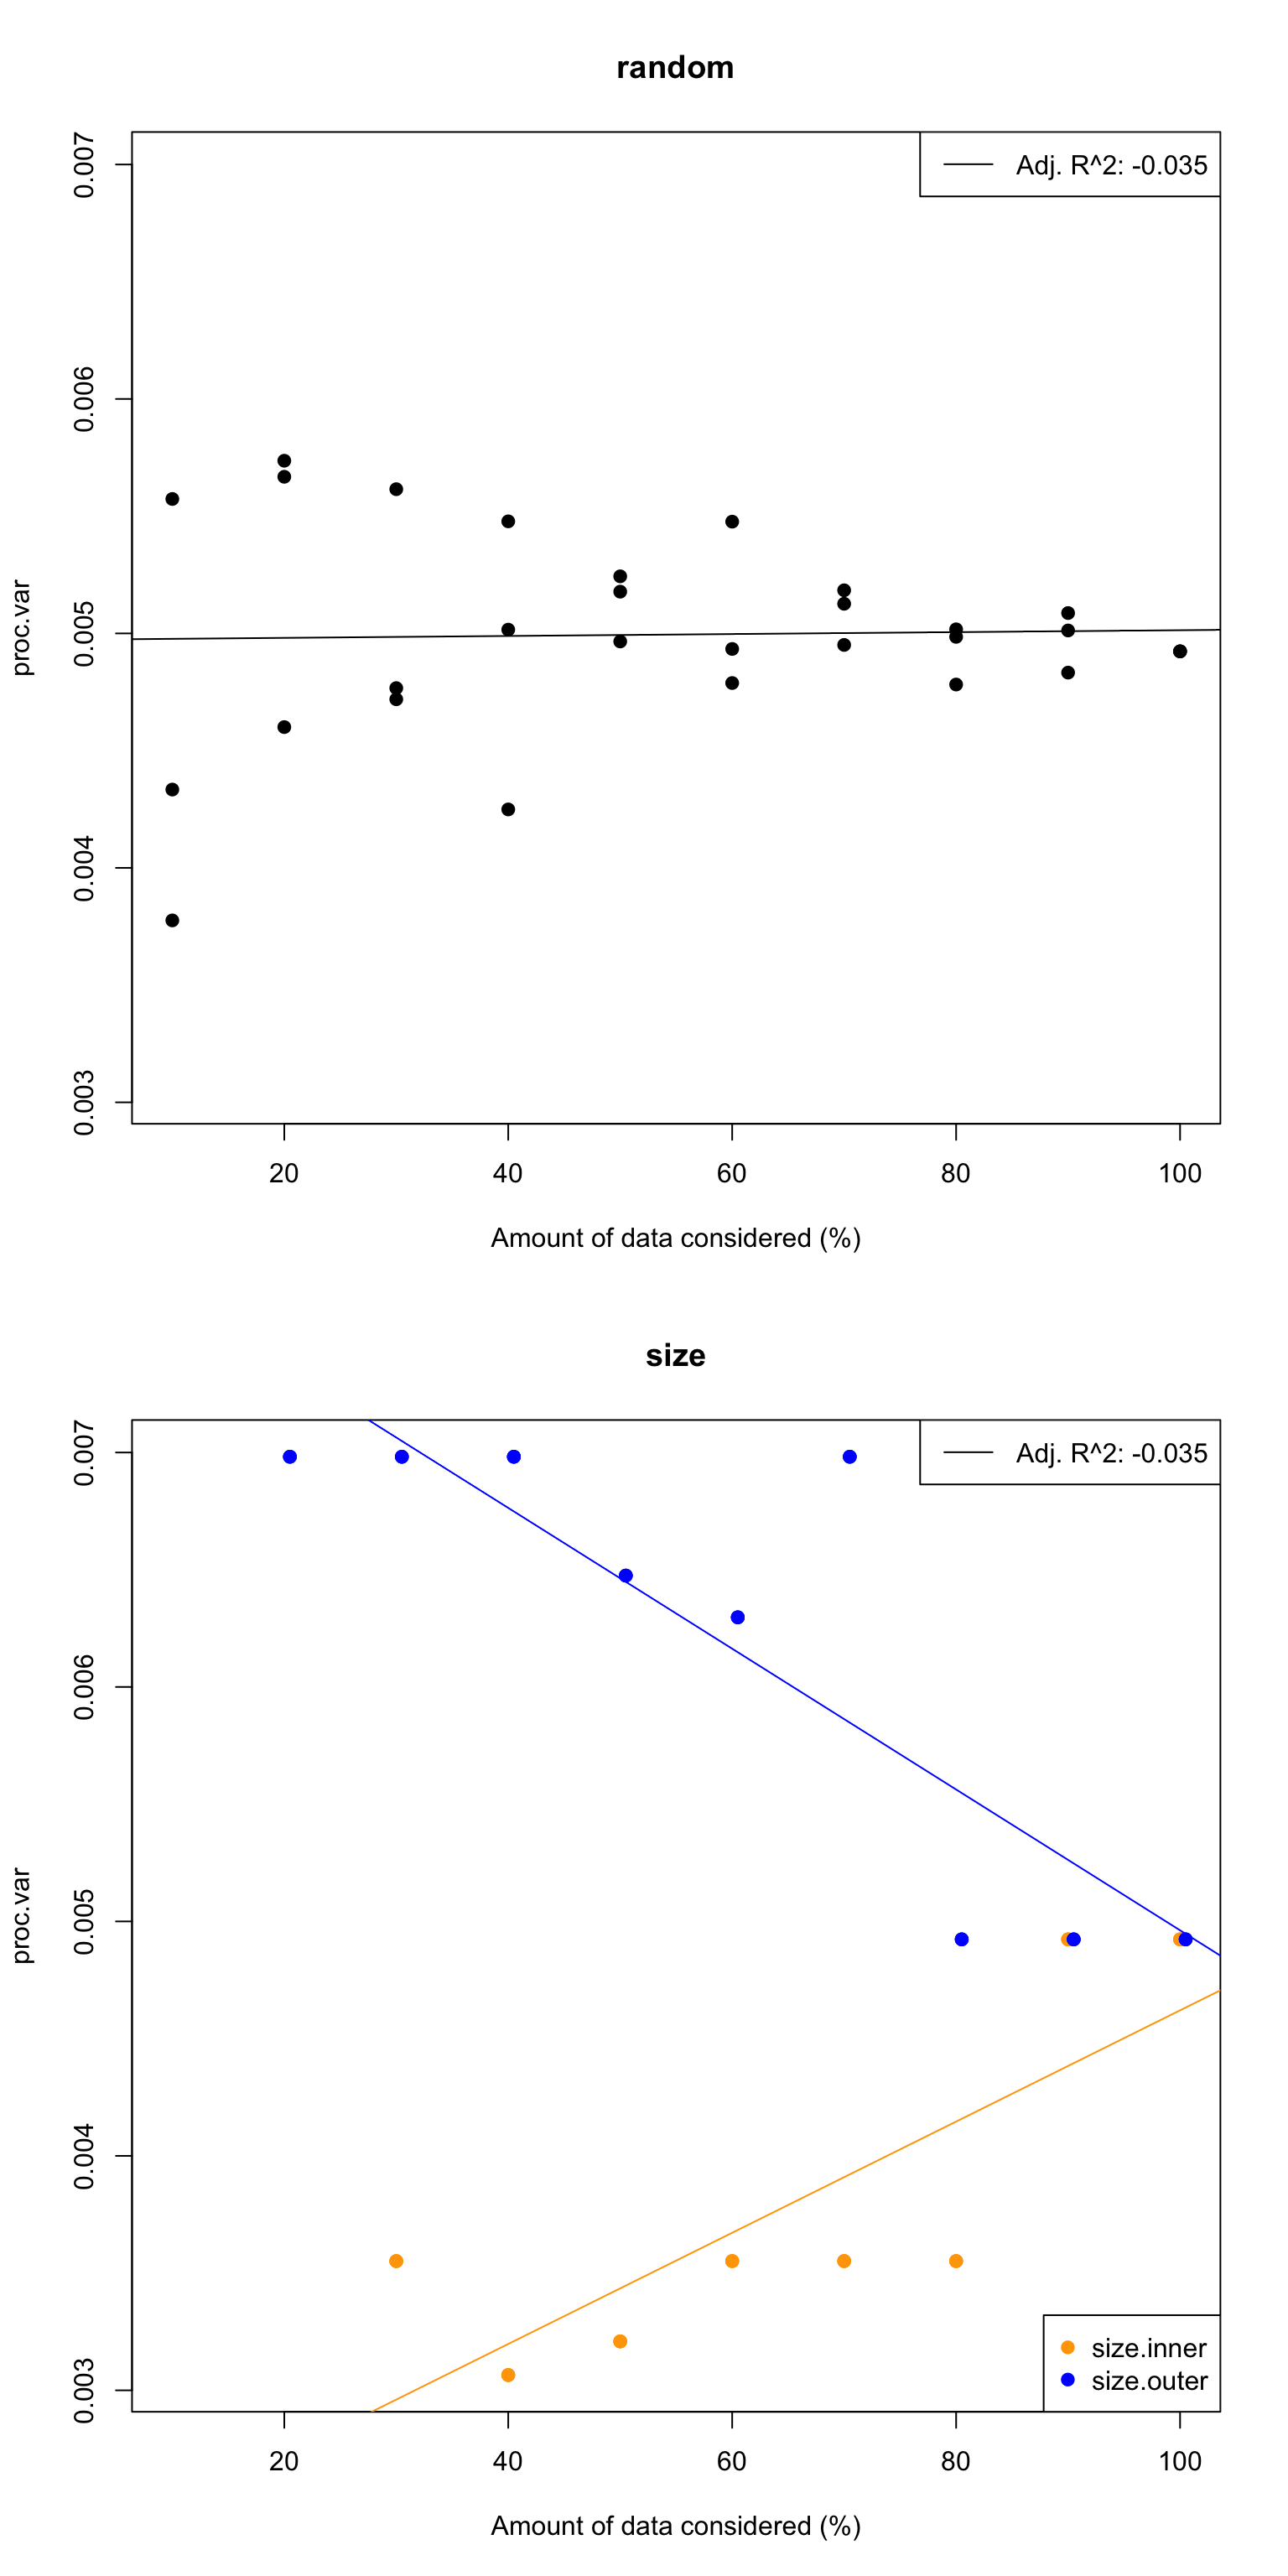 random
Adj. R^2: -0.035
0.007
0.006
0.005
0.004
0.003
proc.var
20 40 60 80 100
Amount of data considered (%)
size
Adj. R^2: -0.035
0.007
0.006
0.005
0.004
0.003
proc.var
size.inner
size.outer
20 40 60 80 100
Amount of data considered (%)